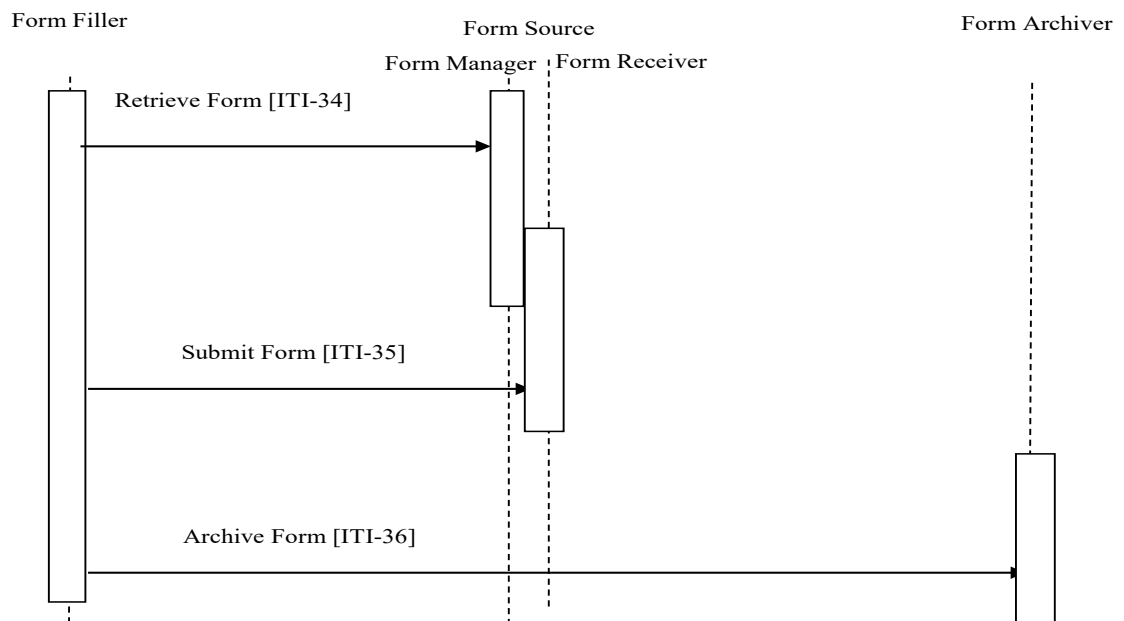 Form Filler
Form Source
Form Archiver
Form Manager
Form Receiver
Retrieve Form [ITI-34]
Submit Form [ITI-35]
Archive Form [ITI-36]